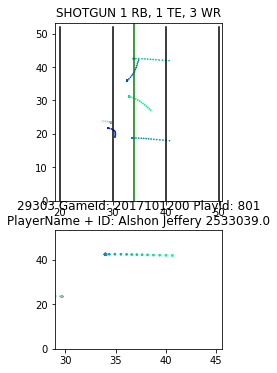 SHOTGUN 1 RB, 1 TE, 3 WR
50
40
30
20
10
0
20 30 40 50
29303 GameId: 2017101200 PlayId: 801
PlayerName + ID: Alshon Jeffery 2533039.0
40
20
0
30 35 40 45